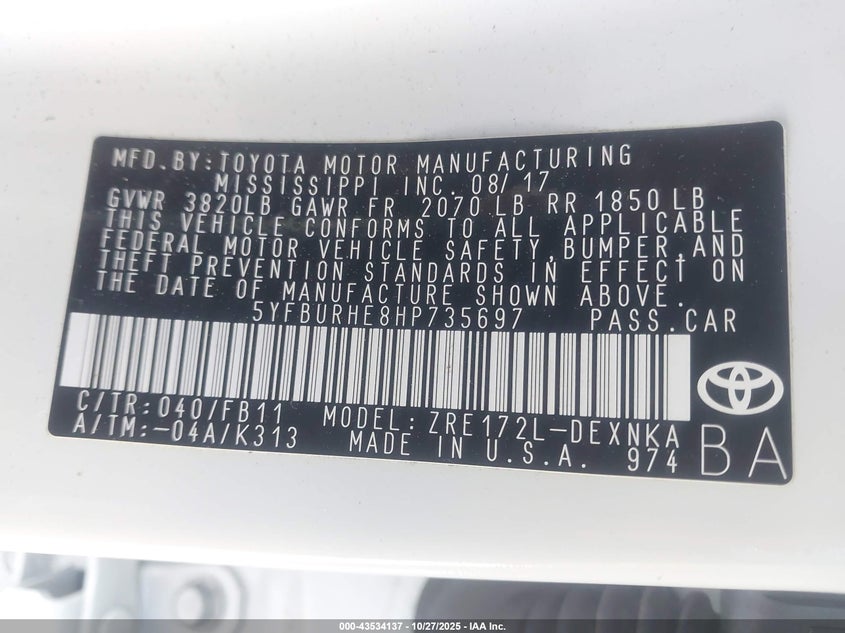 MFD.BY:TOYOTA MOTOR MANUFACTURING
MISSISSIPPI INC. 08/17
GVWR 3820LB GAWR FR 2070 LB RR 1850 LB
THIS VEHICLE CONFORMS TO ALL APPLICABLE
FEDERAL MOTOR VEHICLE SAFETY,BUMPER,AND
THEFT PREVENTION STANDARDS IN EFFECT ON
THE DATE OF MANUFACTURE SHOWN ABOVE.
5YFBURHE8HP735697 PASS.CAR
C/TR:040/FB11 MODEL:ZRE172L-DEXNKA
A/TM:-04A/K313 MADE IN U.S.A. 974 BA
000-43534137 - 10/27/2025 - IAA Inc.